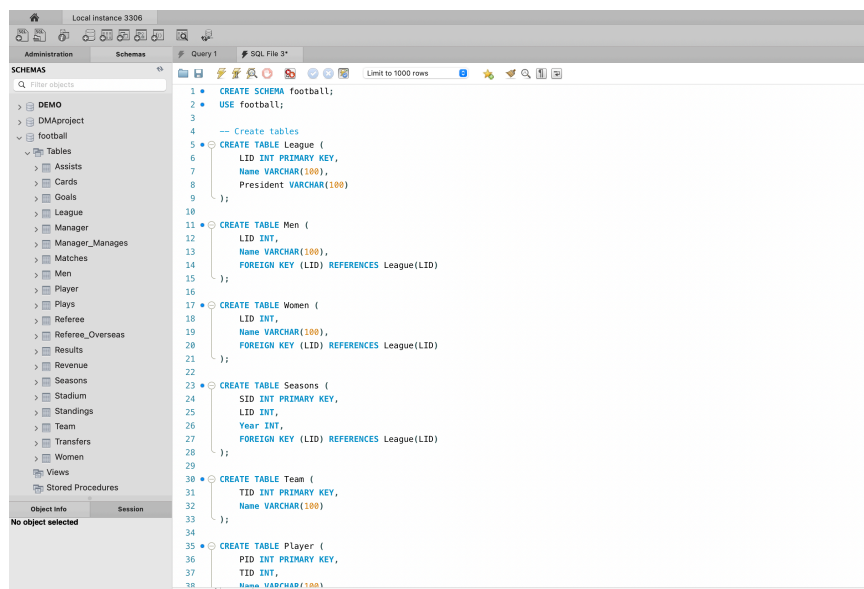 Local instance 3306
Administration
Schemas
Query 1
SQL File 3*
SCHEMAS
Filter objects
DEMO
DMAproject
football
Tables
Assists
Cards
Goals
League
Manager
Manager_Manages
Matches
Men
Player
Plays
Referee
Referee_Overseas
Results
Revenue
Seasons
Stadium
Standings
Team
Transfers
Women
Views
Stored Procedures
Object Info
Session
No object selected
Limit to 1000 rows
1 CREATE SCHEMA football;
2 USE football;
3
4 -- Create tables
5 CREATE TABLE League (
6 LID INT PRIMARY KEY,
7 Name VARCHAR(100),
8 President VARCHAR(100)
9 );
10
11 CREATE TABLE Men (
12 LID INT,
13 Name VARCHAR(100),
14 FOREIGN KEY (LID) REFERENCES League(LID)
15 );
16
17 CREATE TABLE Women (
18 LID INT,
19 Name VARCHAR(100),
20 FOREIGN KEY (LID) REFERENCES League(LID)
21 );
22
23 CREATE TABLE Seasons (
24 SID INT PRIMARY KEY,
25 LID INT,
26 Year INT,
27 FOREIGN KEY (LID) REFERENCES League(LID)
28 );
29
30 CREATE TABLE Team (
31 TID INT PRIMARY KEY,
32 Name VARCHAR(100)
33 );
34
35 CREATE TABLE Player (
36 PID INT PRIMARY KEY,
37 TID INT,
38 Name VARCHAR(100)